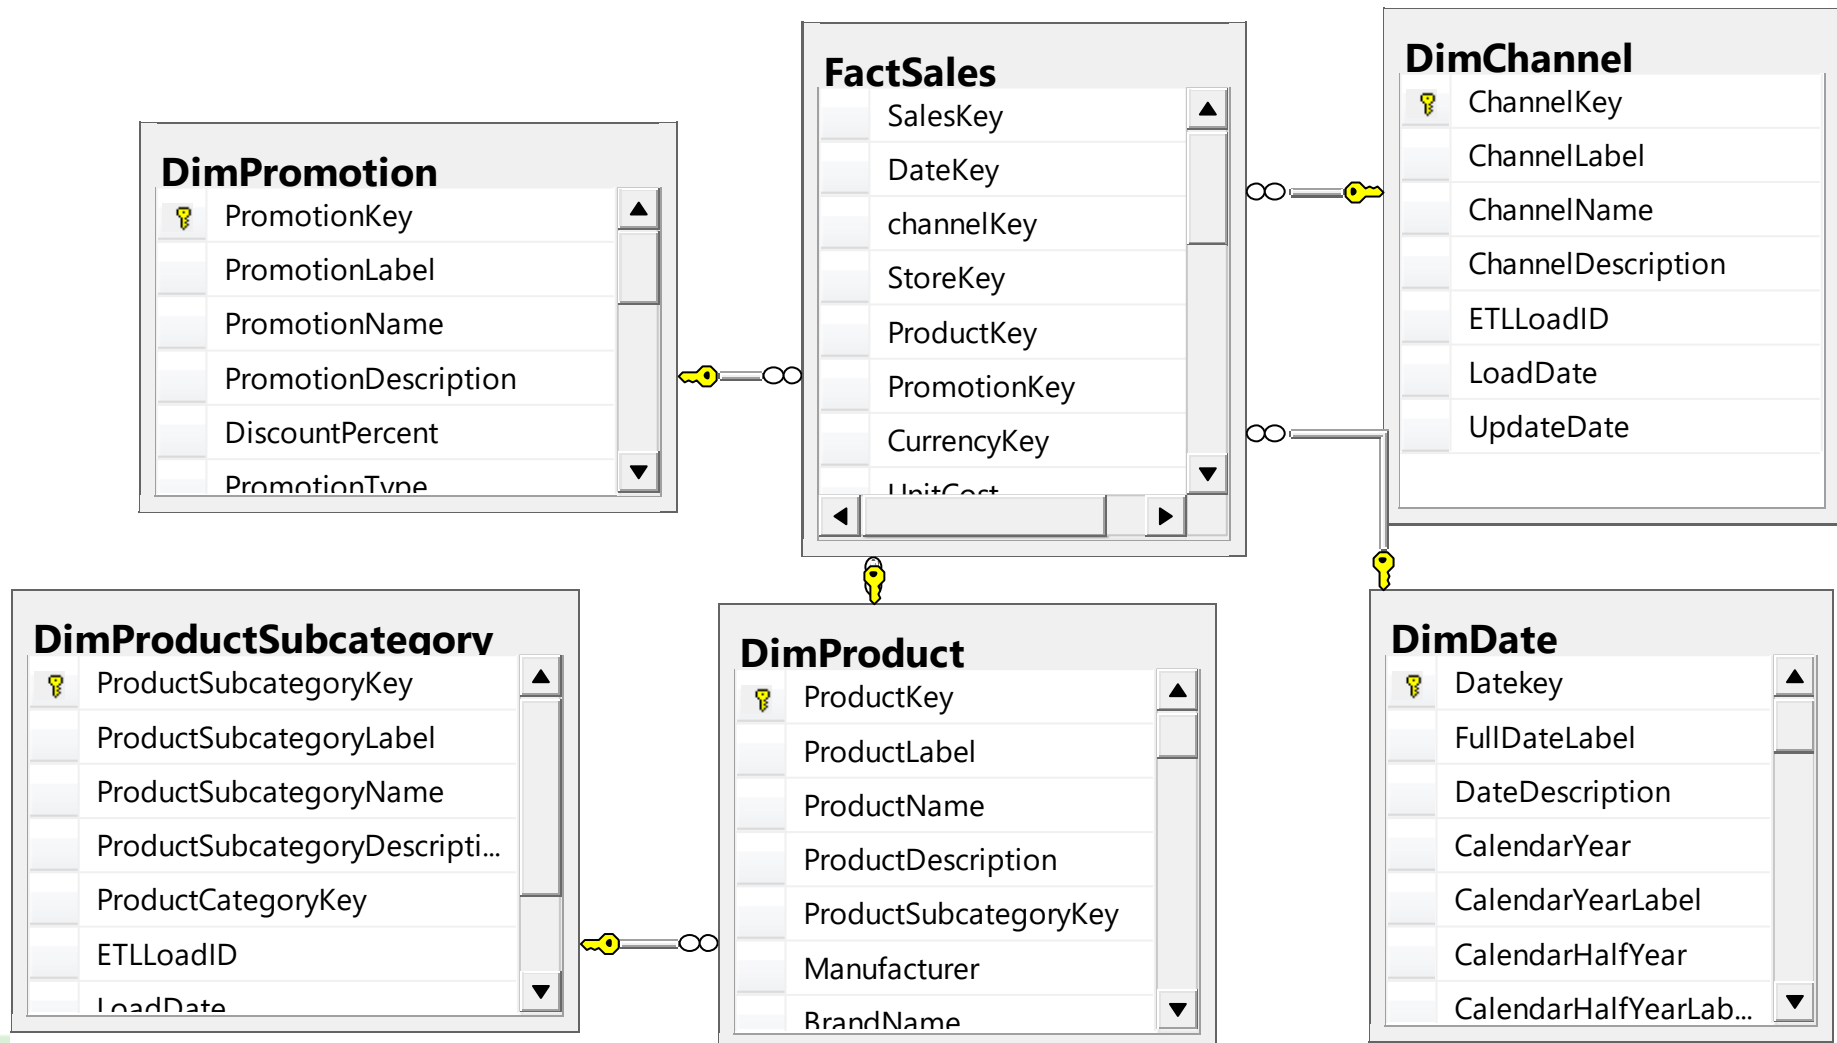 FactSales
SalesKey
DateKey
channelKey
StoreKey
ProductKey
PromotionKey
CurrencyKey
UnitCost
DimChannel
ChannelKey
ChannelLabel
ChannelName
ChannelDescription
ETLLoadID
LoadDate
UpdateDate
DimPromotion
PromotionKey
PromotionLabel
PromotionName
PromotionDescription
DiscountPercent
PromotionType
DimProductSubcategory
ProductSubcategoryKey
ProductSubcategoryLabel
ProductSubcategoryName
ProductSubcategoryDescripti...
ProductCategoryKey
ETLLoadID
LoadDate
DimProduct
ProductKey
ProductLabel
ProductName
ProductDescription
ProductSubcategoryKey
Manufacturer
BrandName
DimDate
Datekey
FullDateLabel
DateDescription
CalendarYear
CalendarYearLabel
CalendarHalfYear
CalendarHalfYearLab...